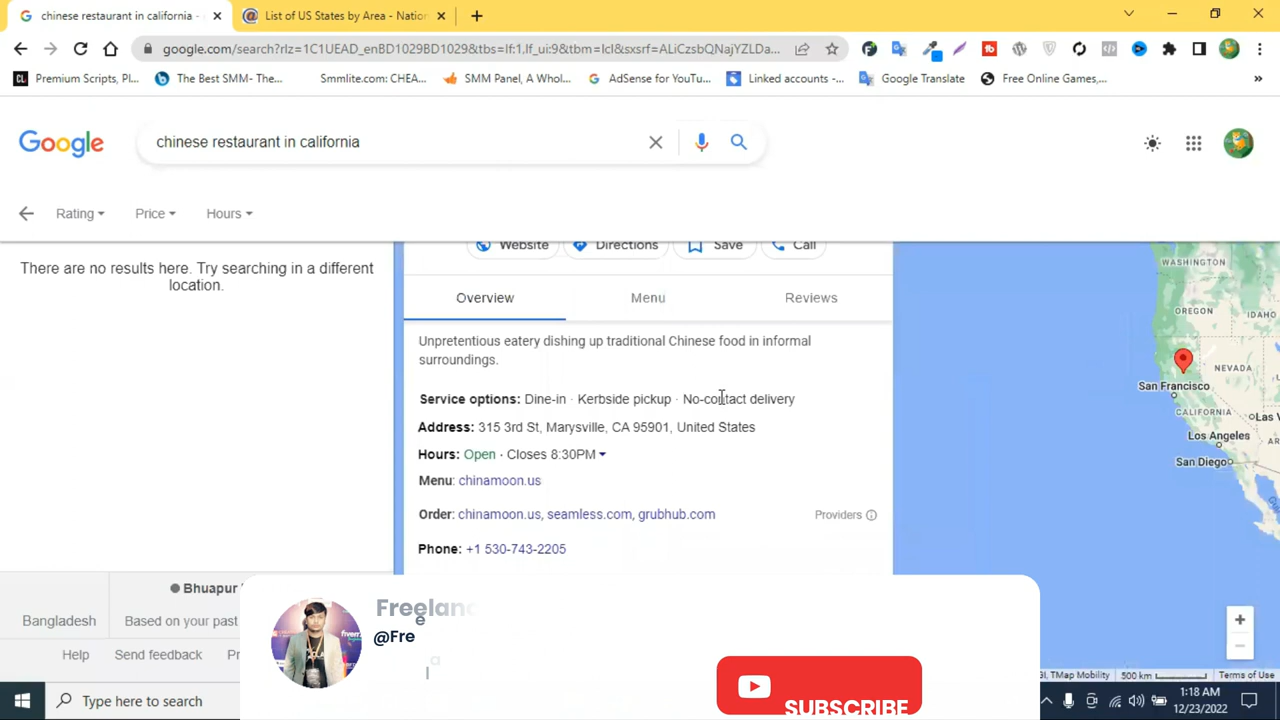 chinese restaurant in california -
List of US States by Area - Nation
google.com/search?rlz=1C1UEAD_enBD1029BD1029&tbs=lf:1,lf_ui:9&tbm=lcl&sxsrf=ALiCzsbQNajYZLDa...
Premium Scripts, Pl...
The Best SMM- The...
Smmlite.com: CHEA...
SMM Panel, A Whol...
AdSense for YouTu...
Linked accounts -...
Google Translate
Free Online Games,...
»
Google
chinese restaurant in california
Rating
Price
Hours
There are no results here. Try searching in a different
location.
Website
Directions
Save
Call
Overview
Menu
Reviews
Unpretentious eatery dishing up traditional Chinese food in informal
surroundings.
Service options: Dine-in · Kerbside pickup · No-contact delivery
Address: 315 3rd St, Marysville, CA 95901, United States
Hours: Open · Closes 8:30PM
Menu: chinamoon.us
Order: chinamoon.us, seamless.com, grubhub.com
Providers
Phone: +1 530-743-2205
WASHINGTON
OREGON
IDAHO
NEVADA
San Francisco
CALIFORNIA
Las V
Los Angeles
San Diego
Bangladesh
Bhuapur
Based on your past
Help
Send feedback
Freelanc
@Fre
SUBSCRIBE
TMap Mobility
500 km
Terms of Use
Type here to search
1:18 AM
12/23/2022